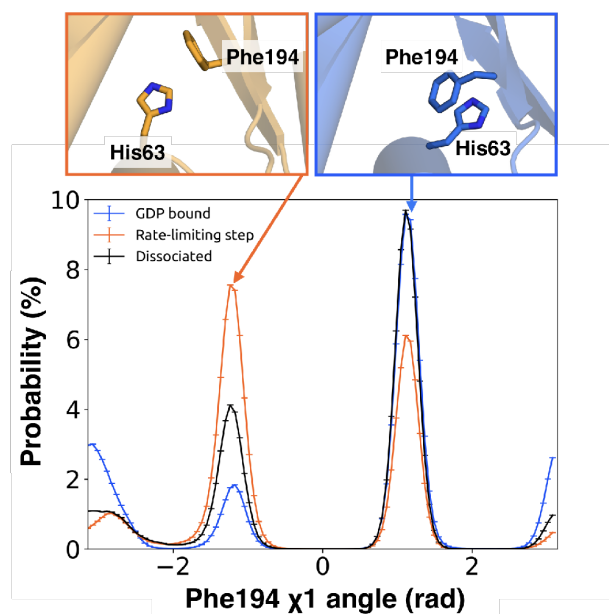 Phe194
His63
Phe194
His63
10
8
6
4
2
0
Probability (%)
GDP bound
Rate-limiting step
Dissociated
−2
0
2
Phe194 χ1 angle (rad)